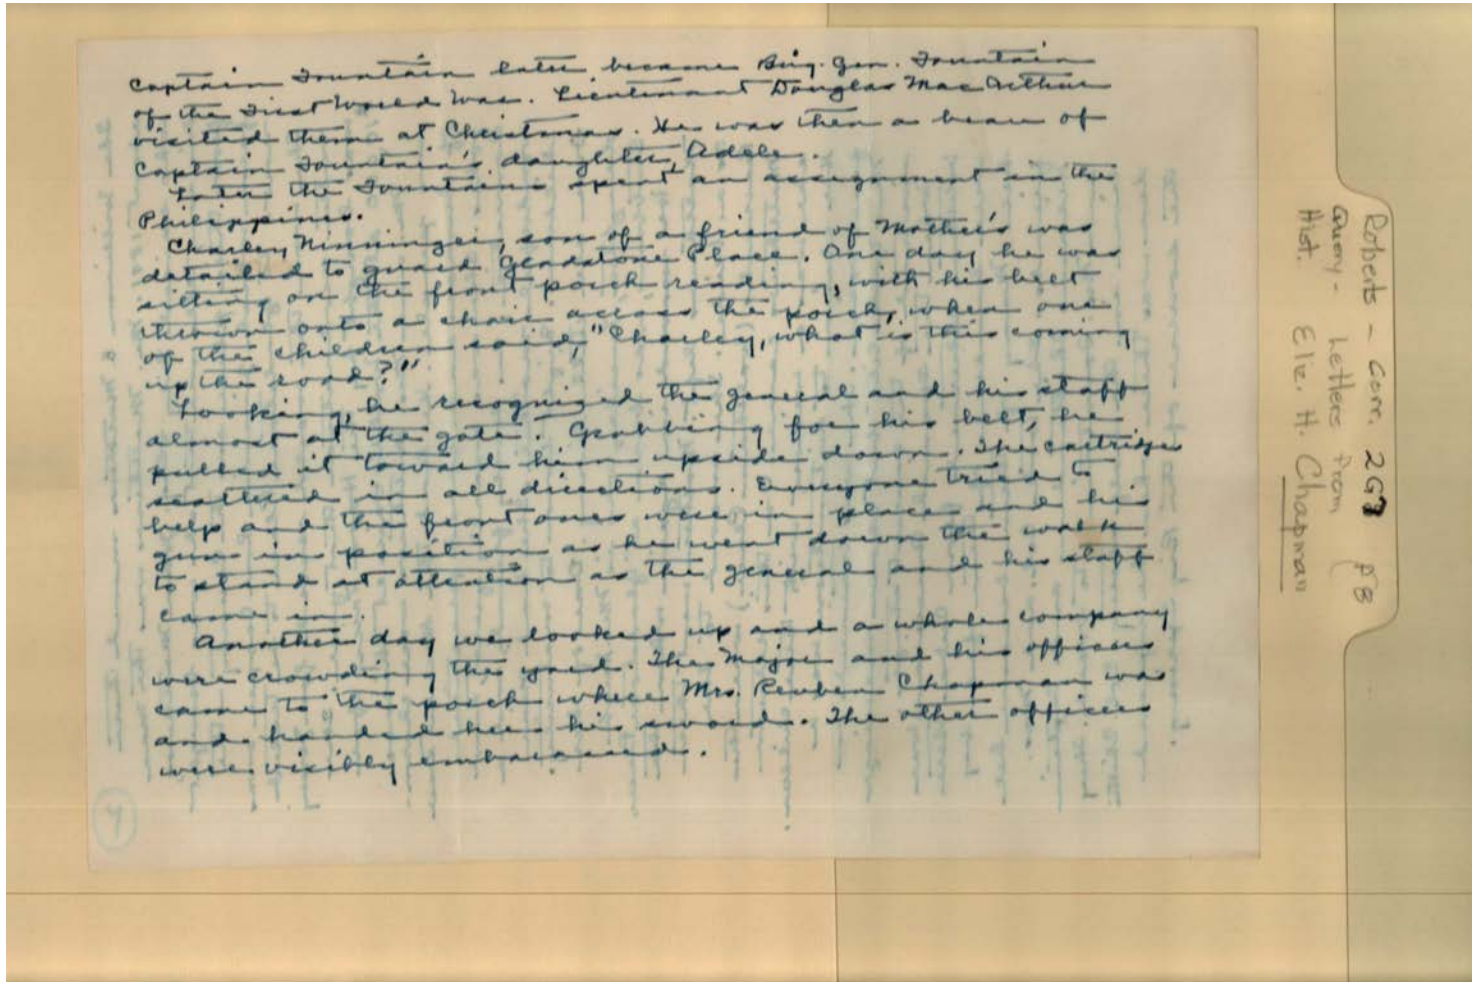 Captain Fountain later became Brig. Gen. Fountain
of the First World War. Lieutenant Douglas MacArthur
visited them at Christmas. He was then a beau of
Captain Fountain's daughter, Adele.
Later the Fountains spent an assignment in the
Philippines.
Charley Ninninger, son of a friend of Mother's was
detailed to guard Gladstone Place. One day he was
sitting on the front porch reading, with his belt
thrown onto a chair across the porch, when one
of the children said, "Charley, what is this coming
up the road?"
Looking, he recognized the general and his staff
almost at the gate. Grabbing for his belt, he
pulled it toward him upside down. The cartridges
scattered in all directions. Everyone tried to
help and the front ones were in place and his
gun in position as he went down the walk
to stand at attention as the general and his staff
came in.
Another day we looked up and a whole company
were crowding the yard. The Major and his officers
came to the porch where Mrs. Reuben Chapman was
and handed her his sword. The other officers
were visibly embarassed.
Roberts - Corr. 263 P8
Query - Letters from
Hist. Eliz. H. Chapman